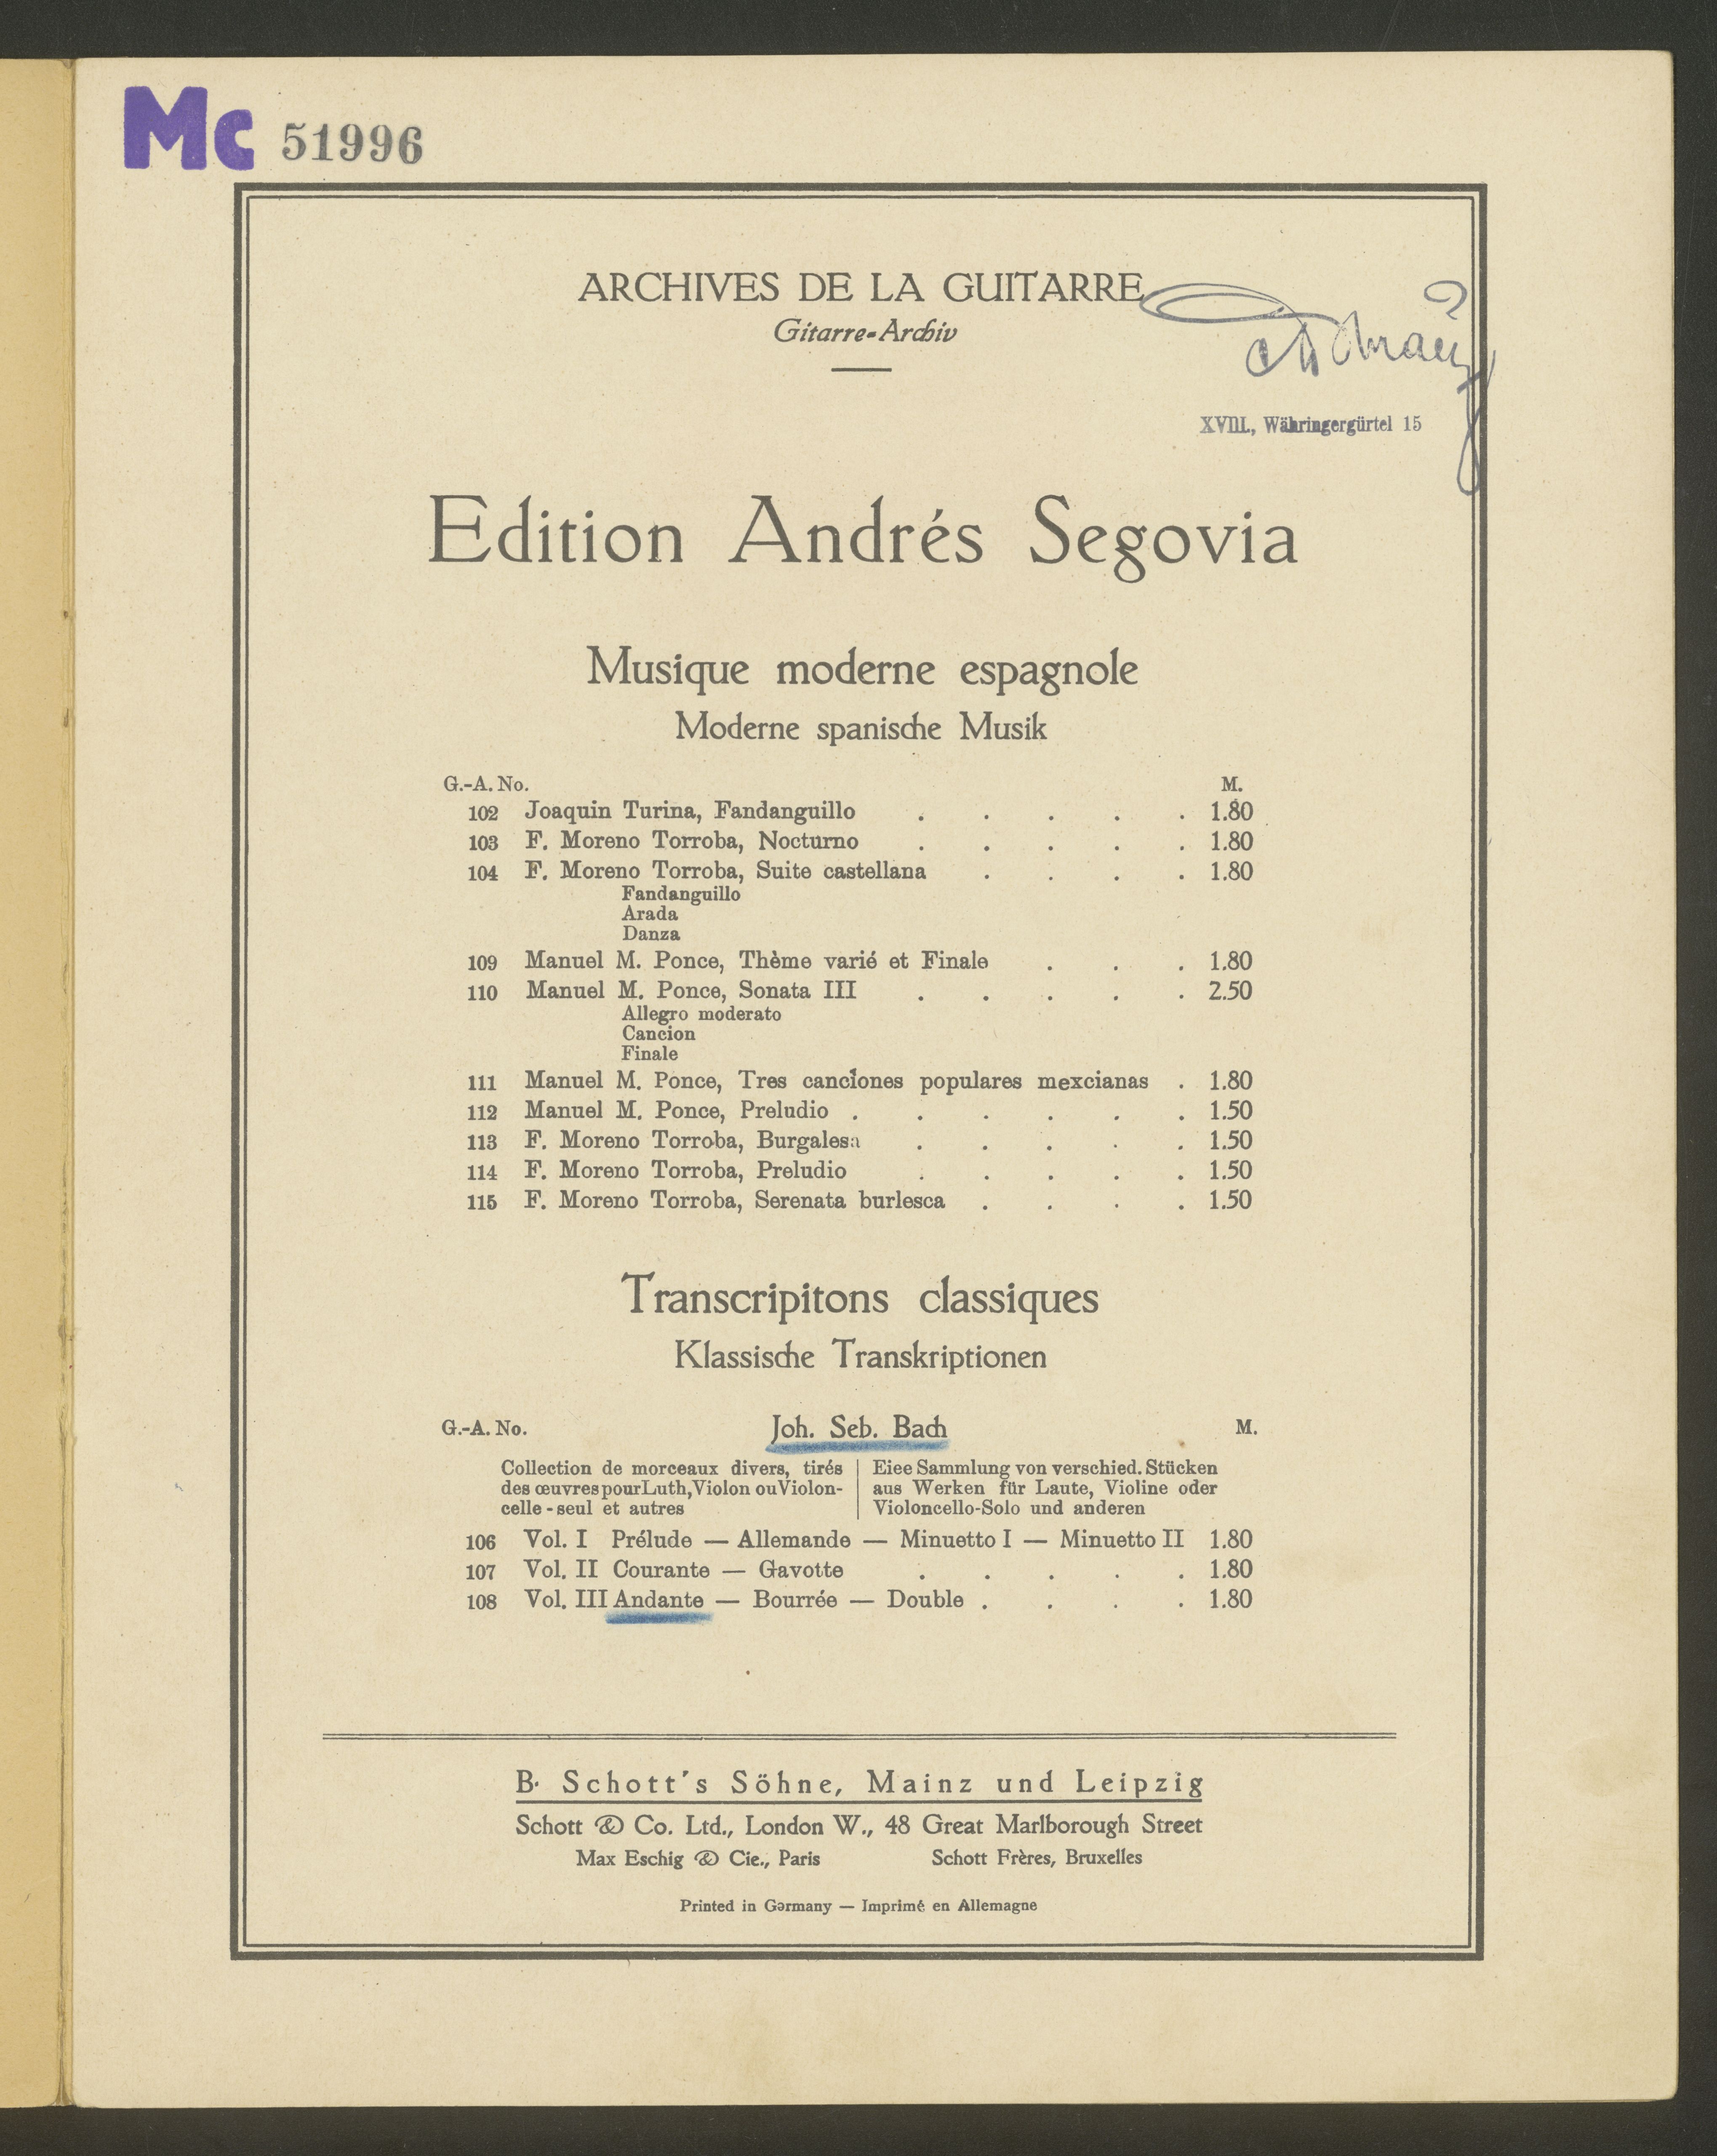 Mc 51996
ARCHIVES DE LA GUITARRE
Gitarre-Archiv
XVIII., Währingergürtel 15
Edition Andrés Segovia
Musique moderne espagnole
Moderne spanische Musik
G.-A. No. M.
102 Joaquin Turina, Fandanguillo . . . . . 1.80
103 F. Moreno Torroba, Nocturno . . . . . 1.80
104 F. Moreno Torroba, Suite castellana . . . . 1.80
Fandanguillo
Arada
Danza
109 Manuel M. Ponce, Thème varié et Finale . . . 1.80
110 Manuel M. Ponce, Sonata III . . . . . 2.50
Allegro moderato
Cancion
Finale
111 Manuel M. Ponce, Tres canciones populares mexcianas . 1.80
112 Manuel M. Ponce, Preludio . . . . . . 1.50
113 F. Moreno Torroba, Burgalesa . . . . . 1.50
114 F. Moreno Torroba, Preludio . . . . . 1.50
115 F. Moreno Torroba, Serenata burlesca . . . . 1.50
Transcripitons classiques
Klassische Transkriptionen
G.-A. No. Joh. Seb. Bach M.
Collection de morceaux divers, tirés
des œuvres pour Luth, Violon ou Violon-
celle - seul et autres
Eiee Sammlung von verschied. Stücken
aus Werken für Laute, Violine oder
Violoncello-Solo und anderen
106 Vol. I Prélude — Allemande — Minuetto I — Minuetto II 1.80
107 Vol. II Courante — Gavotte . . . . . 1.80
108 Vol. III Andante — Bourrée — Double . . . . 1.80
B. Schott's Söhne, Mainz und Leipzig
Schott & Co. Ltd., London W., 48 Great Marlborough Street
Max Eschig & Cie., Paris Schott Frères, Bruxelles
Printed in Germany — Imprimé en Allemagne